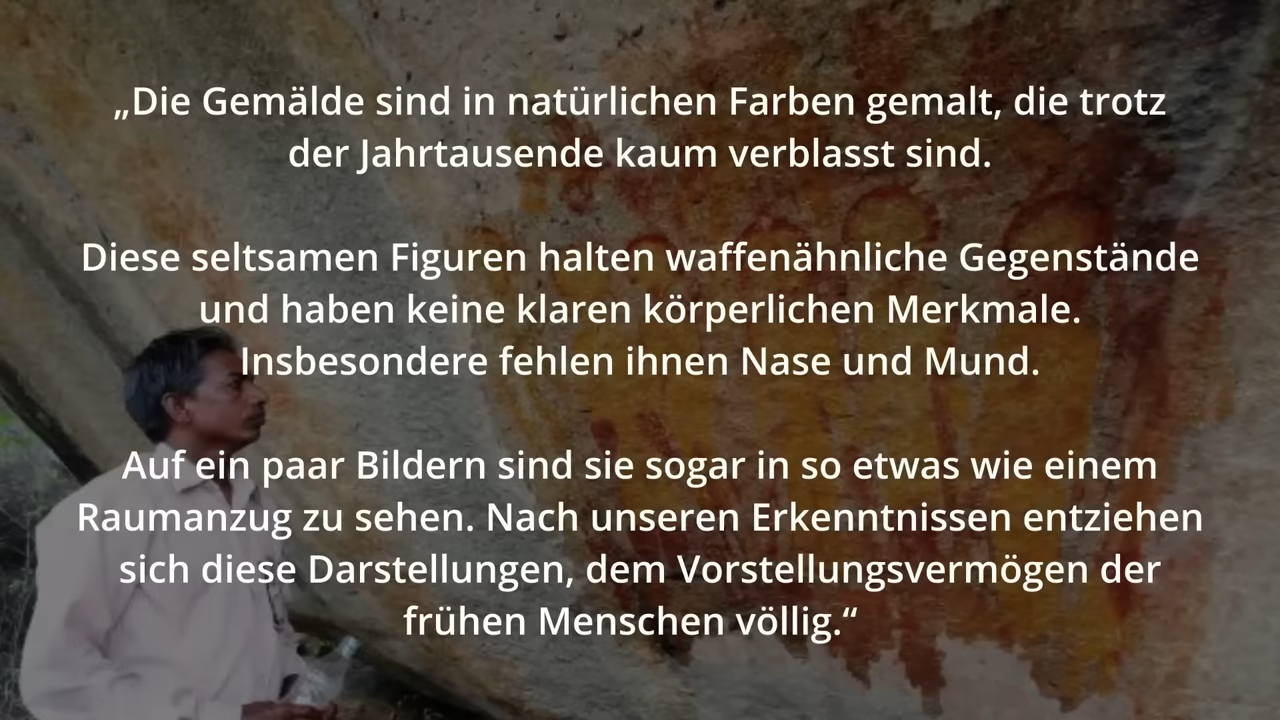 „Die Gemälde sind in natürlichen Farben gemalt, die trotz
der Jahrtausende kaum verblasst sind.
Diese seltsamen Figuren halten waffenähnliche Gegenstände
und haben keine klaren körperlichen Merkmale.
Insbesondere fehlen ihnen Nase und Mund.
Auf ein paar Bildern sind sie sogar in so etwas wie einem
Raumanzug zu sehen. Nach unseren Erkenntnissen entziehen
sich diese Darstellungen, dem Vorstellungsvermögen der
frühen Menschen völlig.“